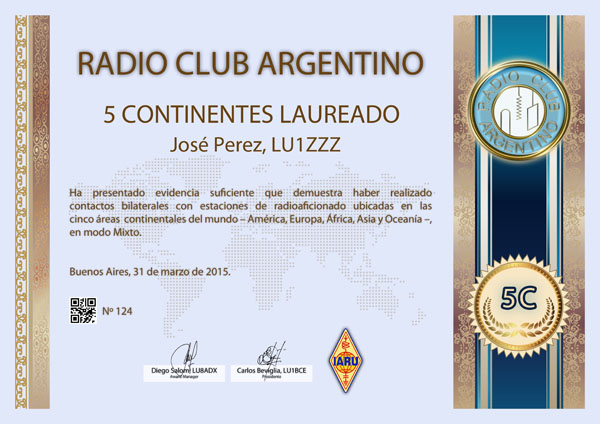 RADIO CLUB ARGENTINO
5 CONTINENTES LAUREADO
José Perez, LU1ZZZ
Ha presentado evidencia suficiente que demuestra haber realizado
contactos bilaterales con estaciones de radioaficionado ubicadas en las
cinco áreas continentales del mundo – América, Europa, África, Asia y Oceanía –,
en modo Mixto.
Buenos Aires, 31 de marzo de 2015.
Nº 124
Diego Salom, LU8ADX
Award Manager
Carlos Beviglia, LU1BCE
Presidente
IARU
RADIO CLUB
ARGENTINO
5C